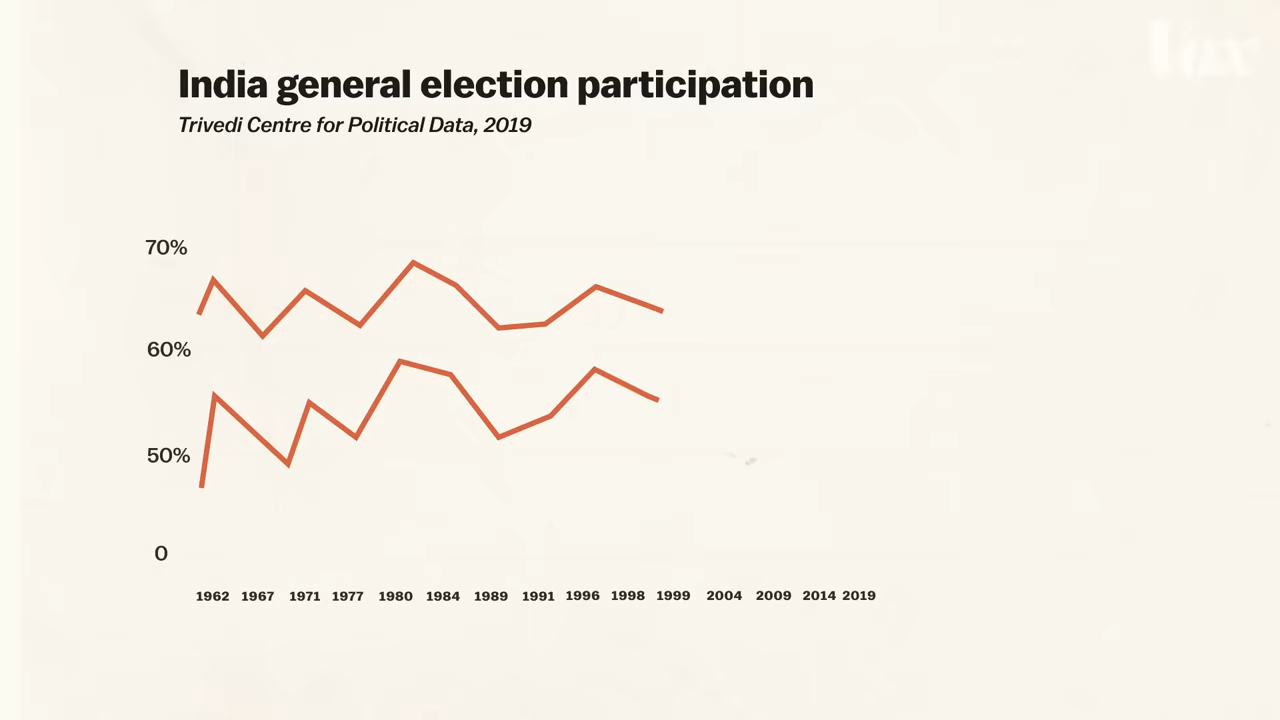 India general election participation
Trivedi Centre for Political Data, 2019
70%
60%
50%
0
1962 1967 1971 1977 1980 1984 1989 1991 1996 1998 1999 2004 2009 2014 2019